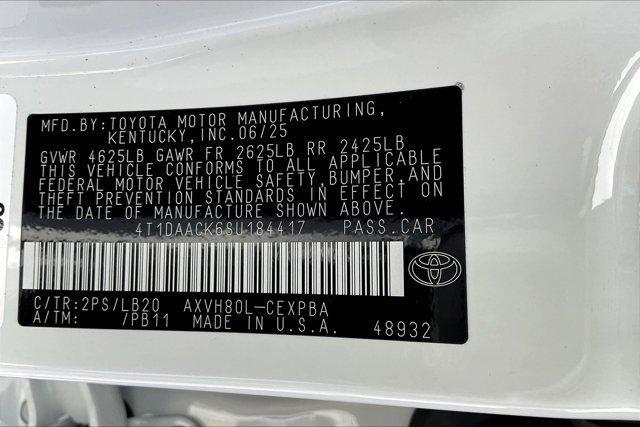 MFD.BY:TOYOTA MOTOR MANUFACTURING,
KENTUCKY,INC.06/25
GVWR 4625LB GAWR FR 2625LB RR 2425LB
THIS VEHICLE CONFORMS TO ALL APPLICABLE
FEDERAL MOTOR VEHICLE SAFETY,BUMPER,AND
THEFT PREVENTION STANDARDS IN EFFECT ON
THE DATE OF MANUFACTURE SHOWN ABOVE.
4T1DAACK6SU184417 PASS.CAR
C/TR:2PS/LB20 AXVH80L-CEXPBA
A/TM: /PB11 MADE IN U.S.A. 48932